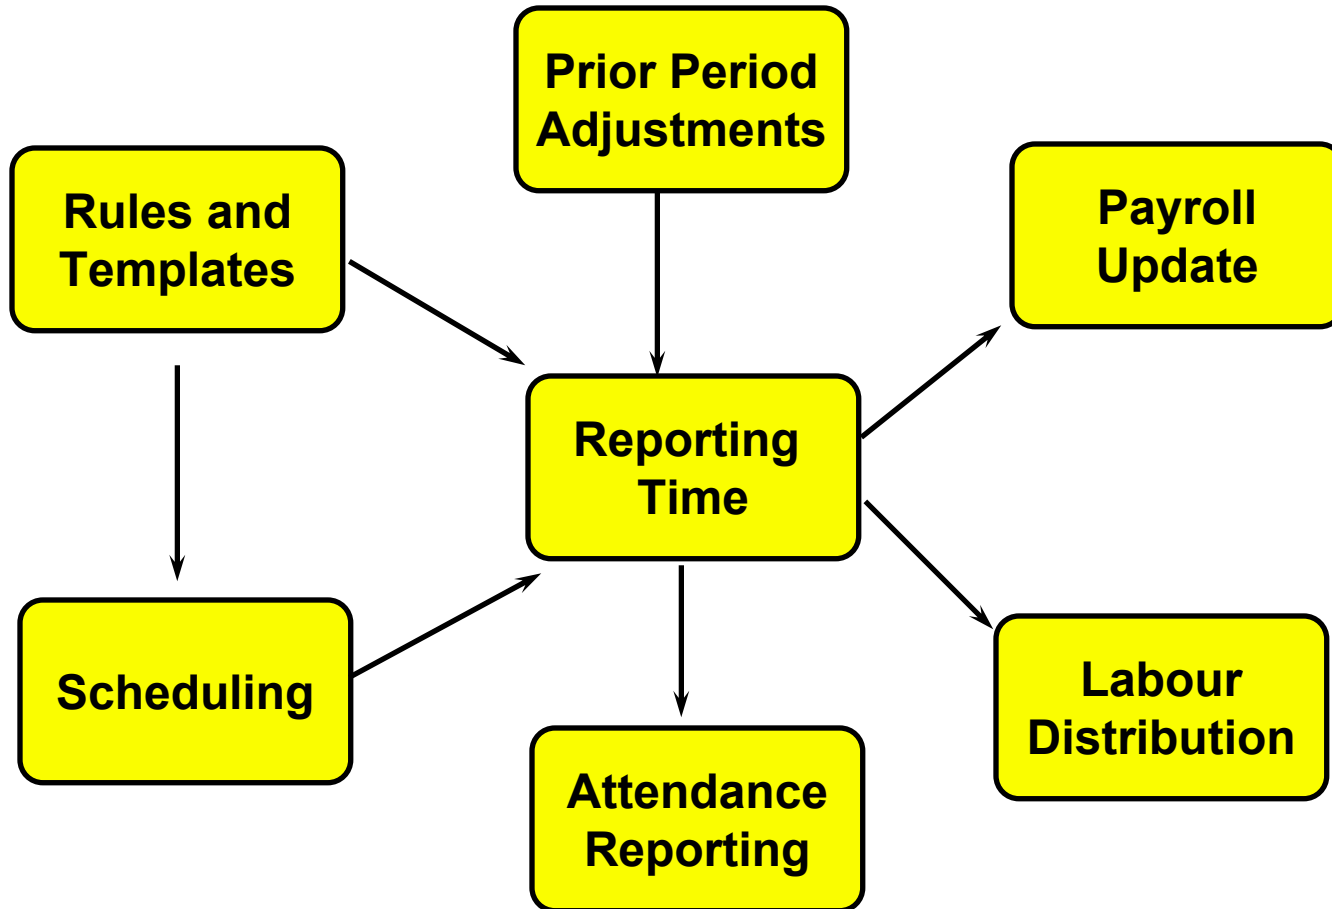 Prior Period
Adjustments
Rules and
Templates
Payroll
Update
Reporting
Time
Scheduling
Labour
Distribution
Attendance
Reporting